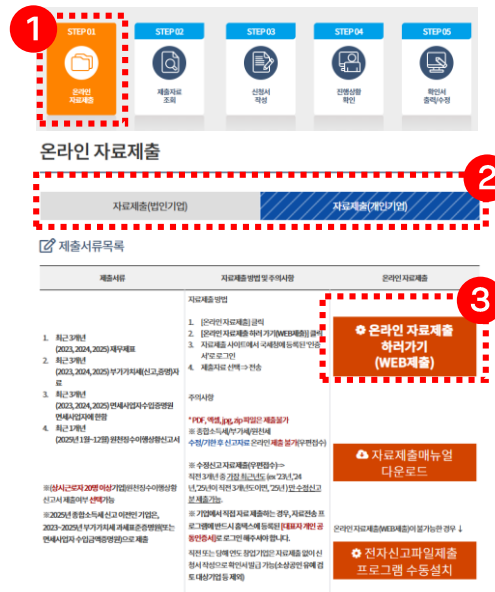 1
STEP 01
STEP 02
STEP 03
STEP 04
STEP 05
온라인
자료제출
제출자료
조회
신청서
작성
진행상황
확인
확인서
출력/수정
온라인 자료제출
2
자료제출(법인기업)
자료제출(개인기업)
제출서류목록
제출서류
자료제출 방법 및 주의사항
온라인 자료제출
1. 최근 3개년
(2023, 2024, 2025) 재무제표
2. 최근 3개년
(2023, 2024, 2025) 부가가치세(신고,증명)자
료
3. 최근 3개년
(2023, 2024, 2025) 면세사업자수입증명원
면세사업자에 한함
4. 최근 1개년
(2025년 1월~12월) 원천징수이행상황신고서
※(상시근로자 20명 이상기업)원천징수이행상황
신고서 제출여부 선택가능
※2025년 종합소득세 신고 이전인 기업은,
2023~2025년 부가가치세 과세표준증명원(또는
면세사업자 수입금액증명원)으로 제출
자료제출 방법
1. [온라인자료제출] 클릭
2. [온라인 자료제출 하러 가기(WEB제출)] 클릭
3. 자료제출 사이트에서 국세청에 등록된 '인증
서'로 로그인
4. 제출자료 선택 ⇒ 전송
주의사항
* PDF, 엑셀, jpg, zip 파일은 제출불가
※ 종합소득세/부가세/원천세
수정/기한 후 신고자료 온라인 제출 불가(우편접수)
※ 수정신고 자료제출(우편접수)⇒
직전 3개년 중 가장 최근년도(ex '23년,'24
년,'25년이 직전 3개년도이면, '25년) 만 수정신고
분 제출가능.
※ 기업에서 직접 자료 제출하는 경우, 자료전송 프
로그램에 반드시 홈택스에 등록된 [대표자 개인 공
동인증서]로 로그인 해주셔야 합니다.
직전 또는 당해 연도 창업기업은 자료제출 없이 신
청서 작성으로 확인서 발급 가능(소상공인 유예 검
토 대상기업 등 제외)
3
온라인 자료제출
하러가기
(WEB제출)
자료제출매뉴얼
다운로드
온라인 자료제출(WEB제출)이 불가능한 경우 ↓
전자신고파일제출
프로그램 수동설치